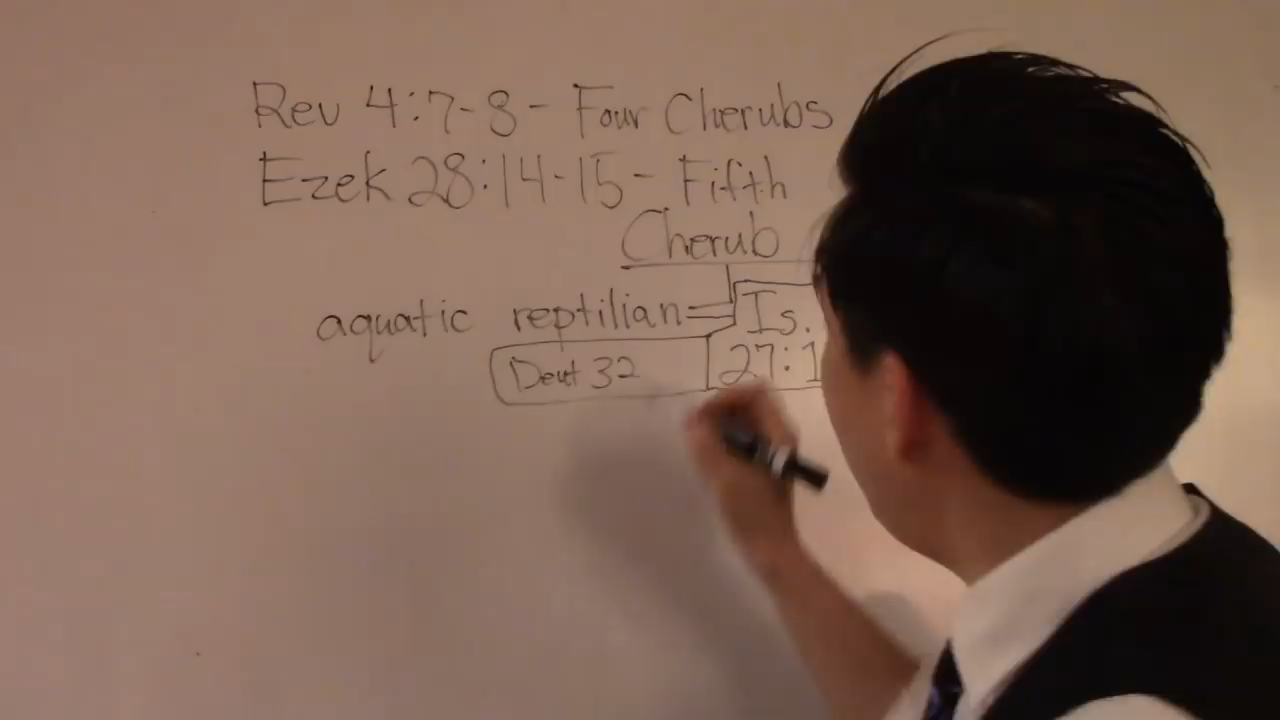 Rev 4:7-8- Four Cherubs
Ezek 28:14-15- Fifth
Cherub
aquatic reptilian = Is.
Deut 32 27:1